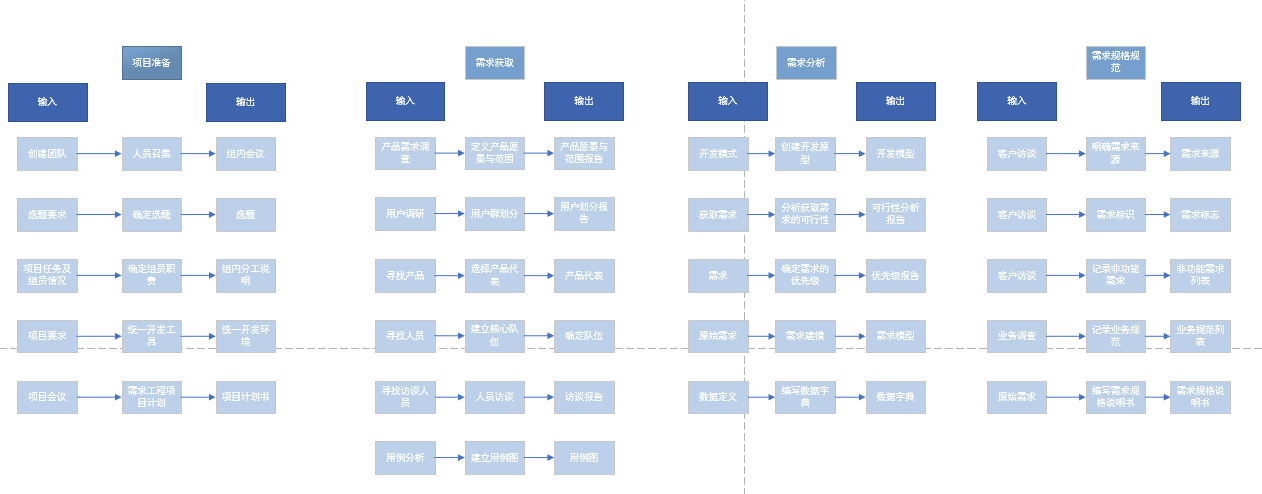 项目准备
输入
输出
创建团队
人员召集
组内会议
选题要求
确定选题
选题
项目任务及
组员情况
确定组员职
责
组内分工说
明
项目要求
统一开发工
具
统一开发环
境
项目会议
需求工程项
目计划
项目计划书
需求获取
输入
输出
产品需求调
查
定义产品愿
景与范围
产品愿景与
范围报告
用户调研
用户群划分
用户划分报
告
寻找产品
选择产品代
表
产品代表
寻找人员
建立核心队
伍
确定队伍
寻找访谈人
员
人员访谈
访谈报告
用例分析
建立用例图
用例图
需求分析
输入
输出
开发模式
创建开发原
型
开发模型
获取需求
分析获取需
求的可行性
可行性分析
报告
需求
确定需求的
优先级
优先级报告
原始需求
需求建模
需求模型
数据定义
编写数据字
典
数据字典
需求规格规
范
输入
输出
客户访谈
明确需求来
源
需求来源
客户访谈
需求标识
需求标志
客户访谈
记录非功能
需求
非功能需求
列表
业务调查
记录业务规
范
业务规范列
表
原始需求
编写需求规
格说明书
需求规格说
明书